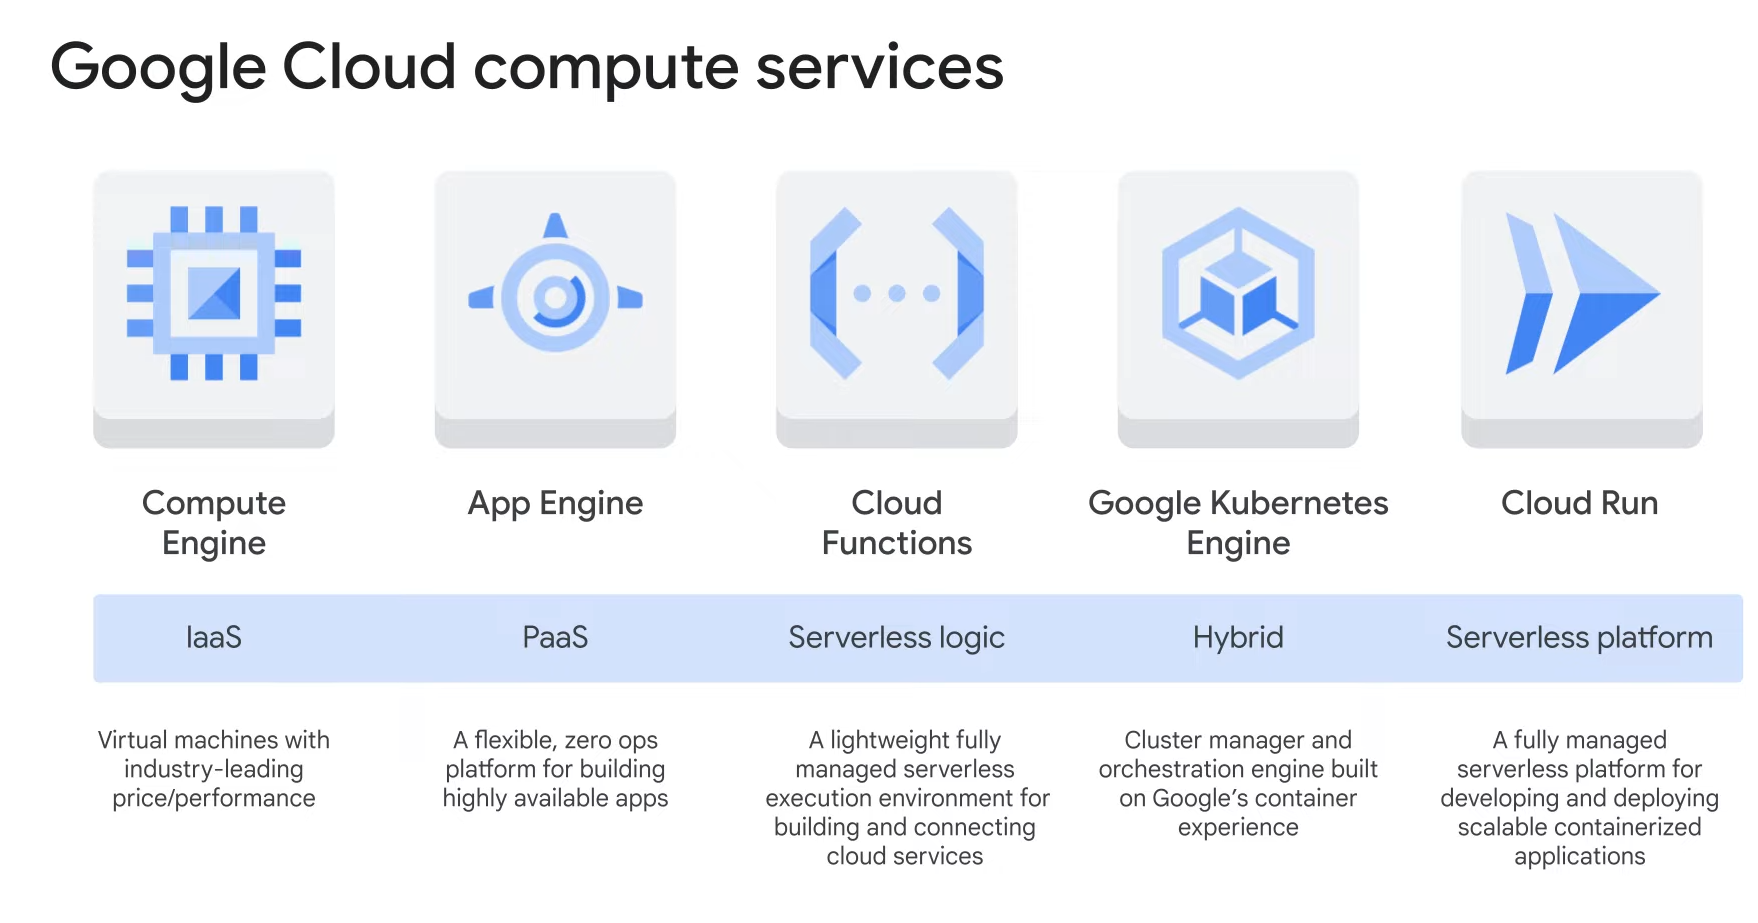 Google Cloud compute services
Compute
Engine
App Engine
Cloud
Functions
Google Kubernetes
Engine
Cloud Run
IaaS
PaaS
Serverless logic
Hybrid
Serverless platform
Virtual machines with
industry-leading
price/performance
A flexible, zero ops
platform for building
highly available apps
A lightweight fully
managed serverless
execution environment for
building and connecting
cloud services
Cluster manager and
orchestration engine built
on Google’s container
experience
A fully managed
serverless platform for
developing and deploying
scalable containerized
applications